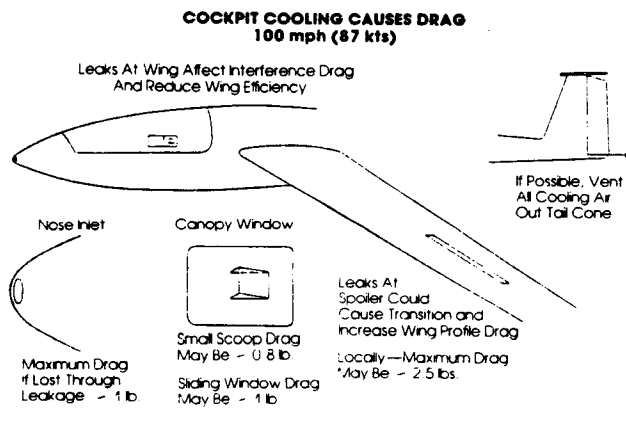 COCKPIT COOLING CAUSES DRAG
100 mph (87 kts)
Leaks At Wing Affect Interference Drag
And Reduce Wing Efficiency
If Possible, Vent
All Cooling Air
Out Tail Cone
Nose Inlet
Canopy Window
Leaks At
Spoiler Could
Cause Transition and
Increase Wing Profile Drag
Small Scoop Drag
May Be ~ 0.8 lb.
Maximum Drag
If Lost Through
Leakage ~ 1 lb.
Locally—Maximum Drag
May Be ~ 2.5 lbs.
Sliding Window Drag
May Be ~ 1 lb